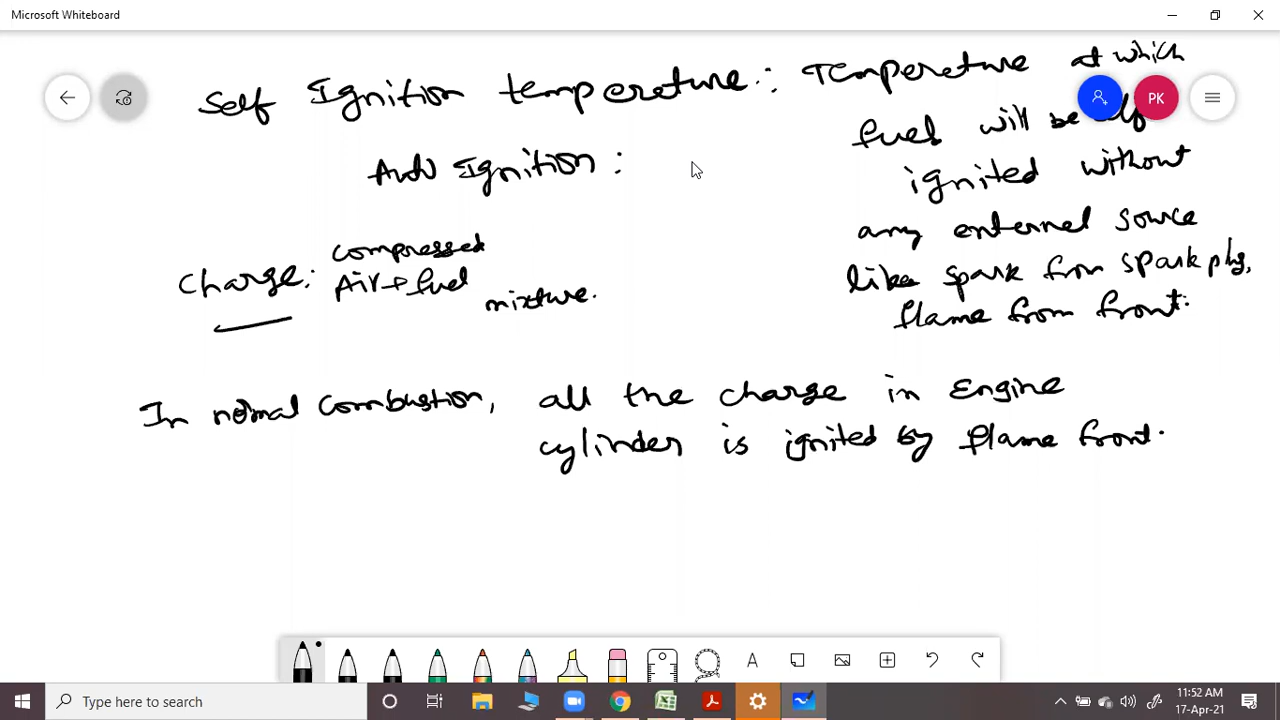 Microsoft Whiteboard
Self Ignition temperature: Temperature at which
fuel will be self
Auto Ignition :
ignited without
any external source
like spark from spark plug,
flame from front.
Charge: compressed
Air + fuel
mixture.
In normal combustion, all the charge in Engine
cylinder is ignited by flame front.
PK
A
Type here to search
11:52 AM
17-Apr-21